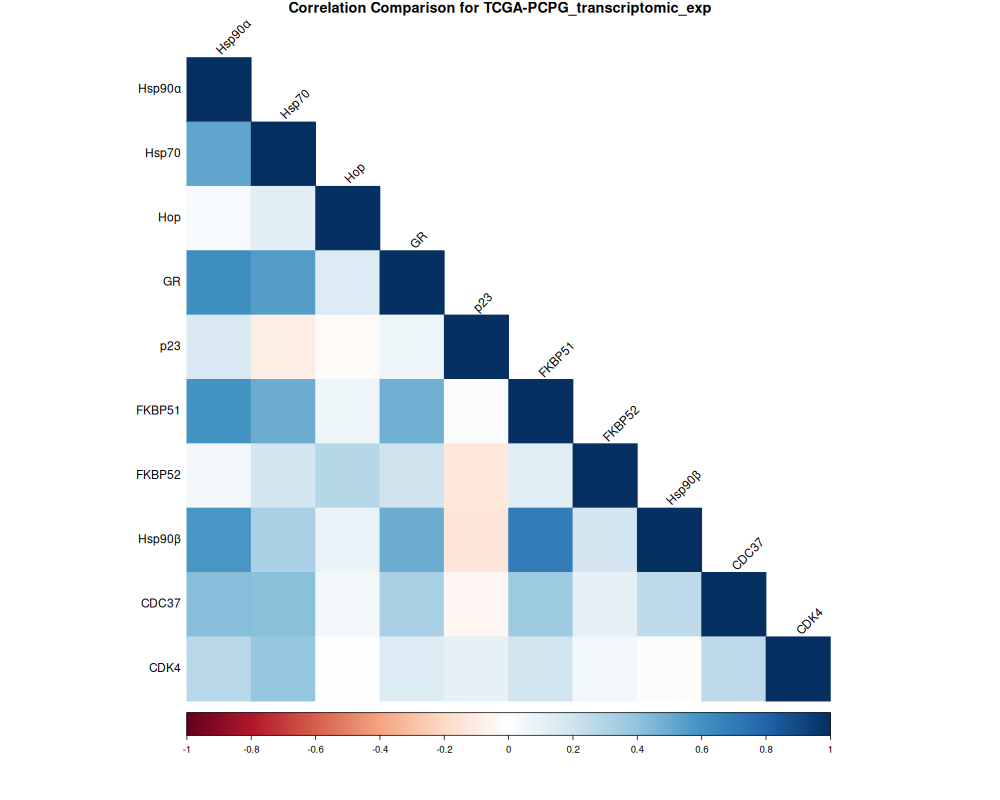 Correlation Comparison for TCGA-PCPG_transcriptomic_exp
Hsp90α
Hsp90α
Hsp70
Hsp70
Hop
Hop
GR
GR
p23
p23
FKBP51
FKBP51
FKBP52
FKBP52
Hsp90β
Hsp90β
CDC37
CDC37
CDK4
CDK4
-1 -0.8 -0.6 -0.4 -0.2 0 0.2 0.4 0.6 0.8 1